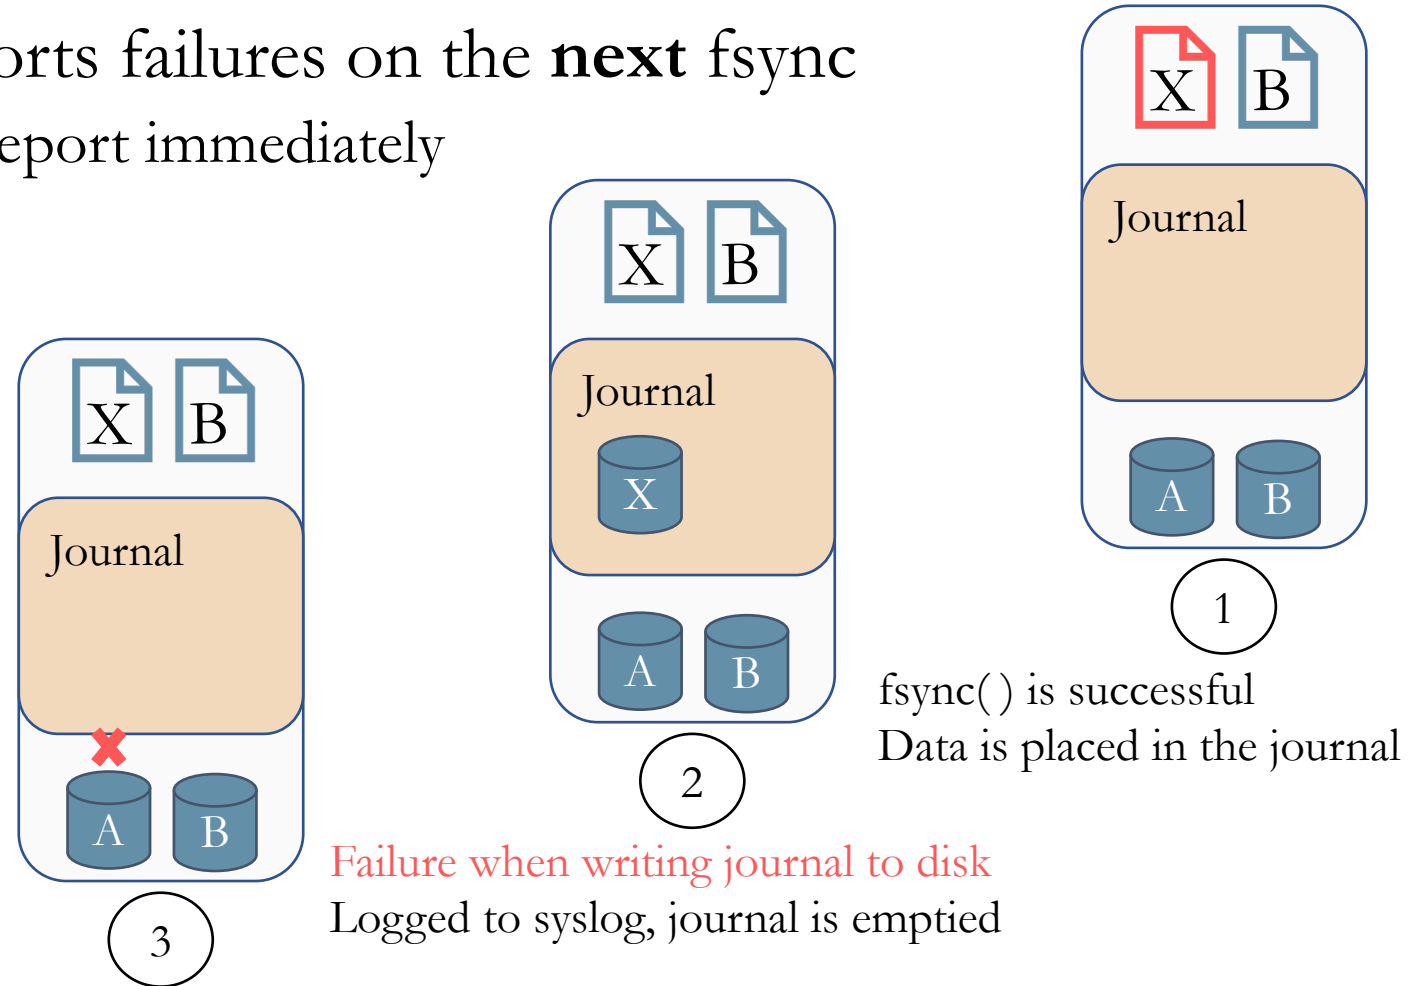 orts failures on the next fsync
eport immediately
X B
Journal
A B
1
fsync( ) is successful
Data is placed in the journal
X B
Journal
X
A B
2
Failure when writing journal to disk
Logged to syslog, journal is emptied
X B
Journal
A B
3